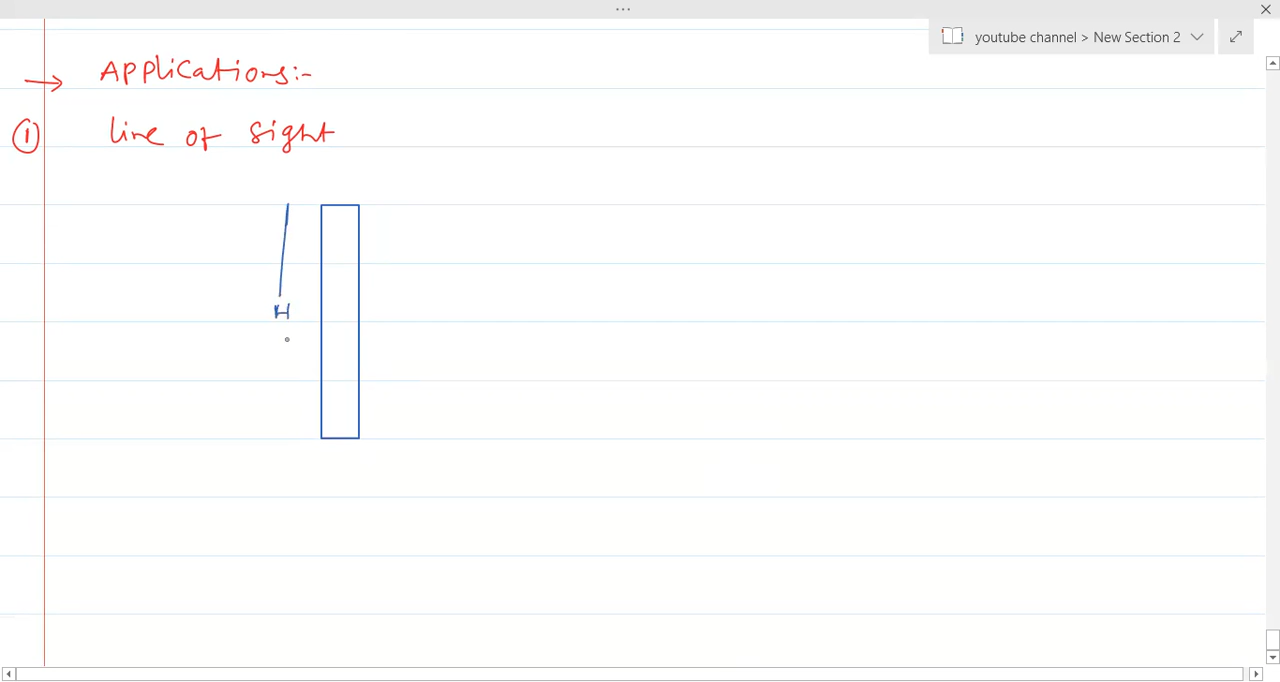 ...
youtube channel > New Section 2
→ Applications:-
① line of sight
H